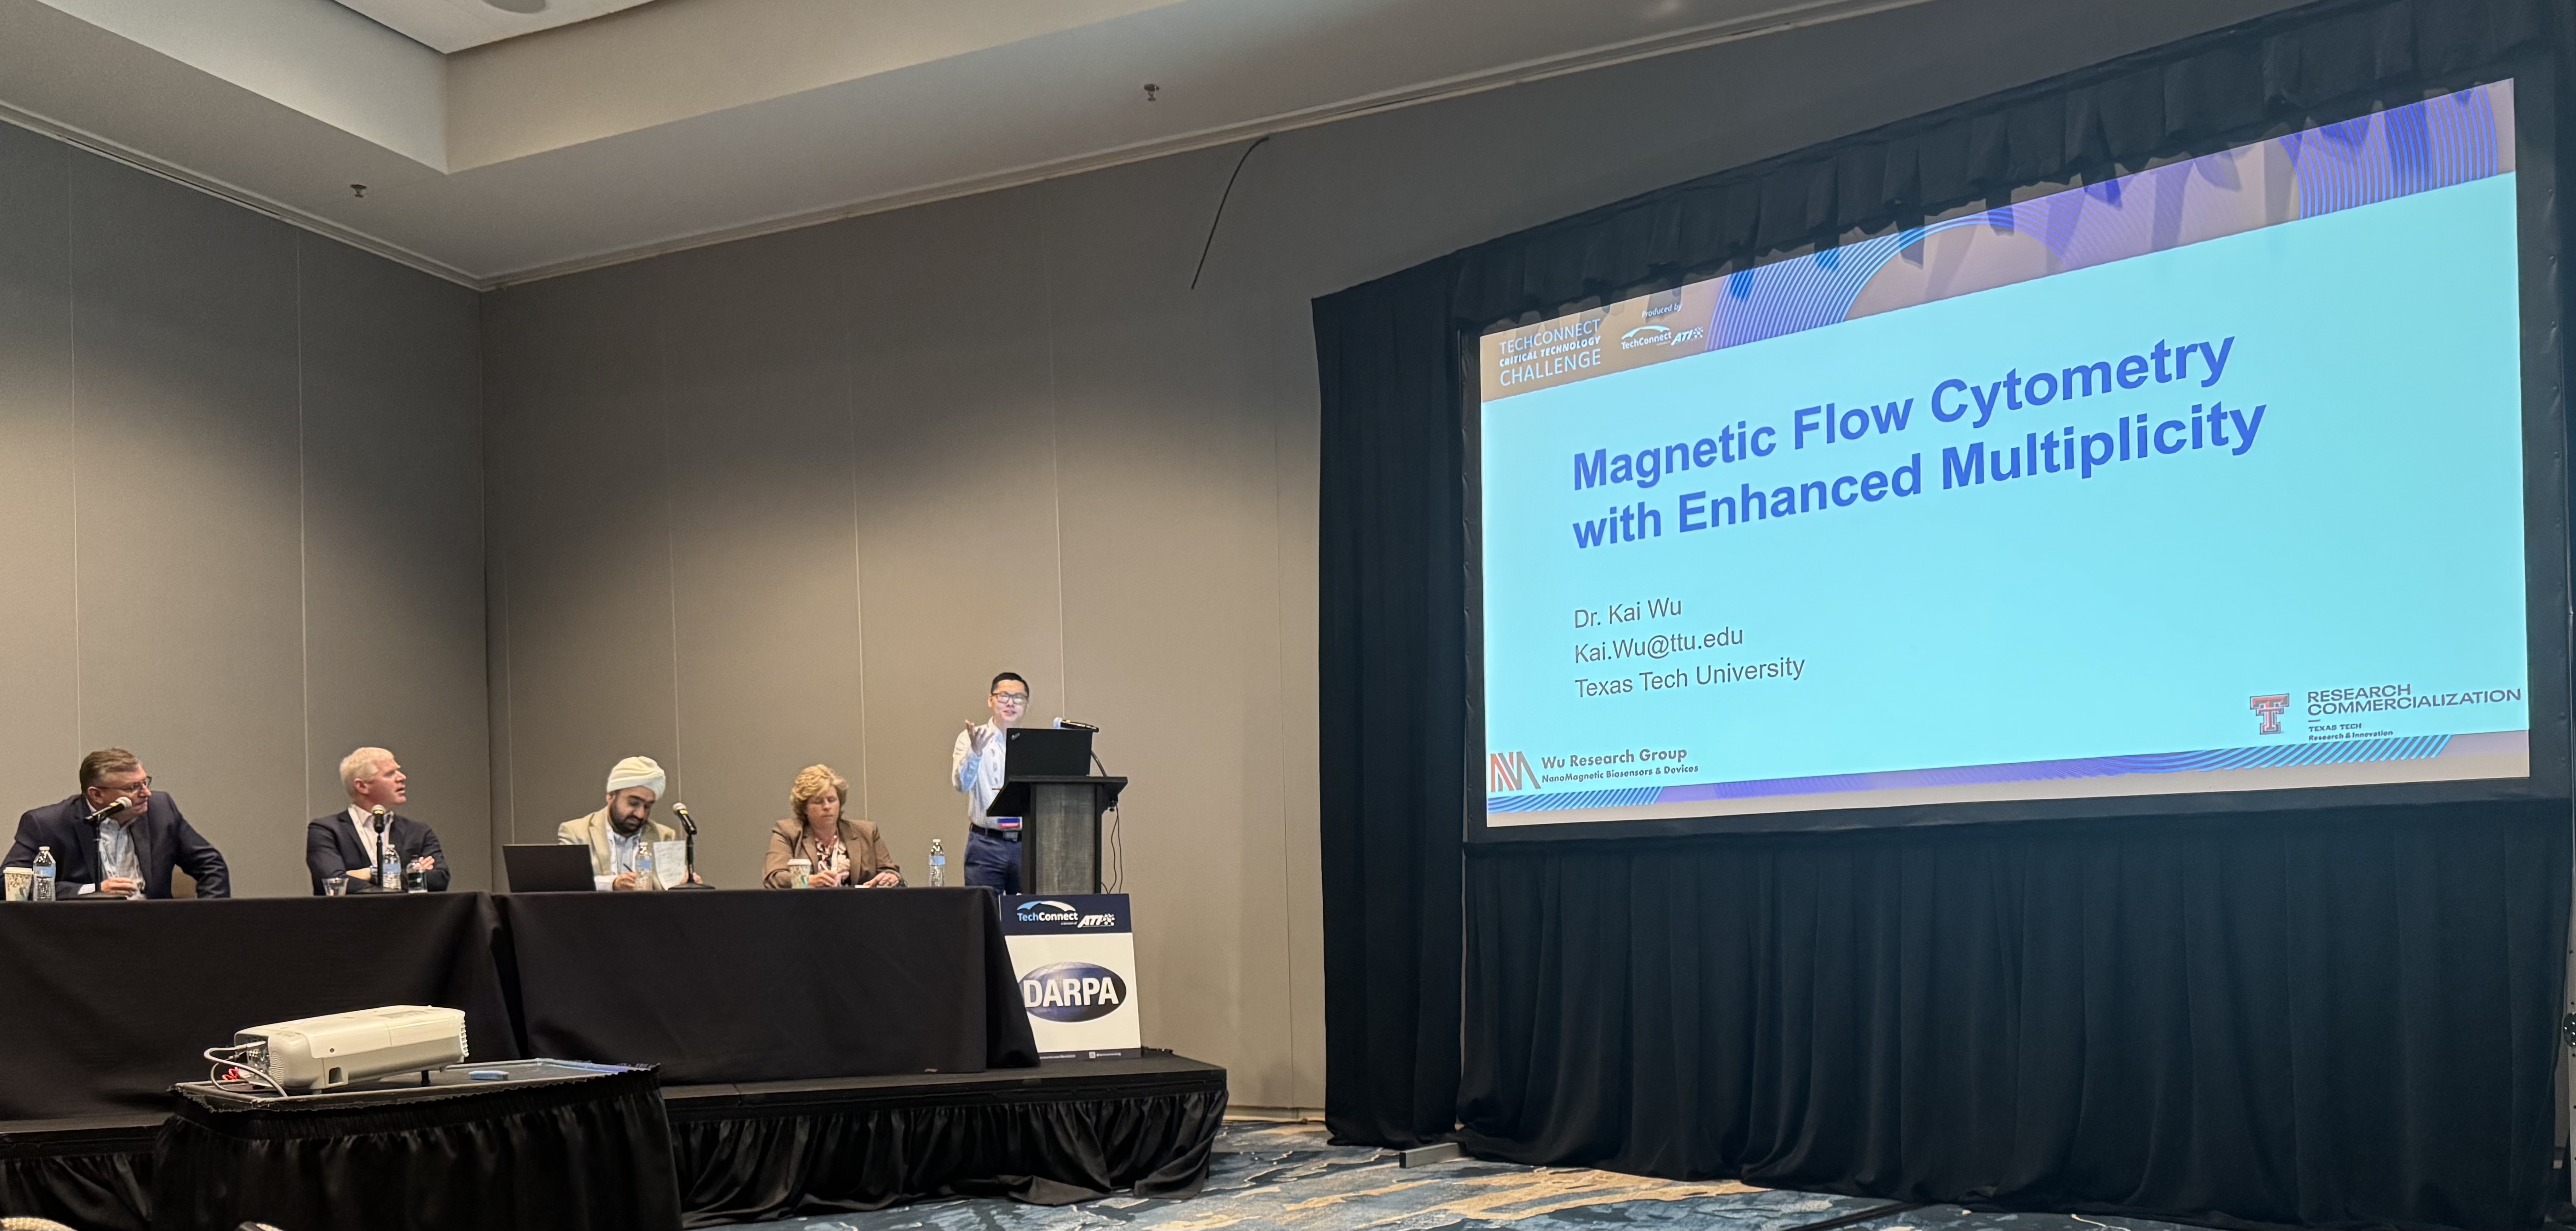 TECHCONNECT
CRITICAL TECHNOLOGY
CHALLENGE
Produced by
TechConnect
ATI
Magnetic Flow Cytometry
with Enhanced Multiplicity
Dr. Kai Wu
Kai.Wu@ttu.edu
Texas Tech University
Wu Research Group
NanoMagnetic Biosensors & Devices
RESEARCH
COMMERCIALIZATION
TEXAS TECH
Research & Innovation
TechConnect
ATI
DARPA